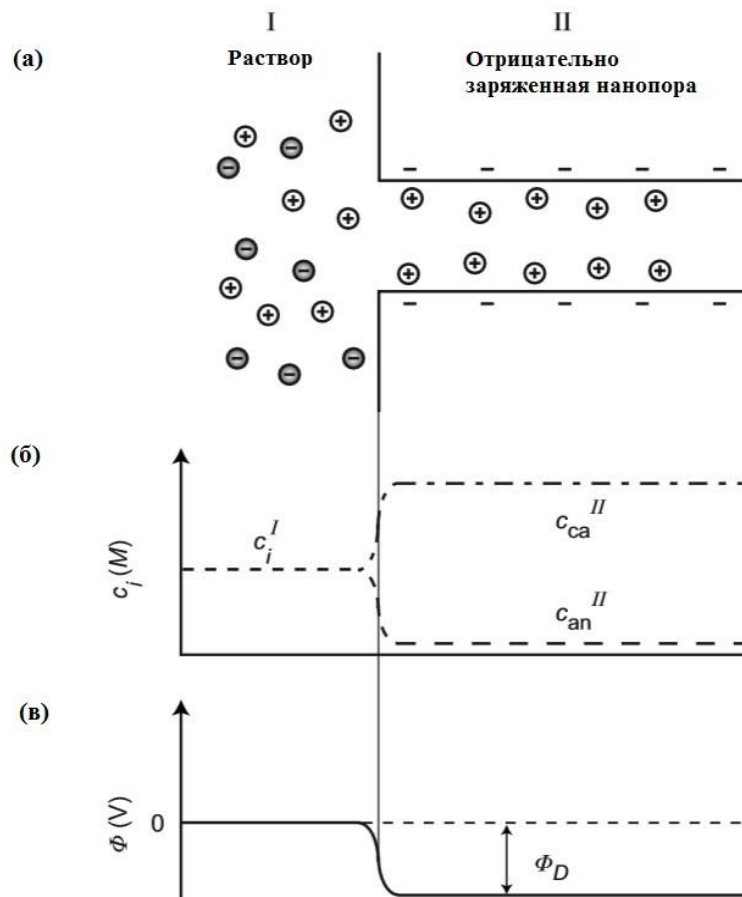 I II
(а) Раствор Отрицательно
заряженная нанопора
(б)
c_i (M)
c_i^I
c_ca^II
c_an^II
(в)
Φ (V)
0
Φ_D